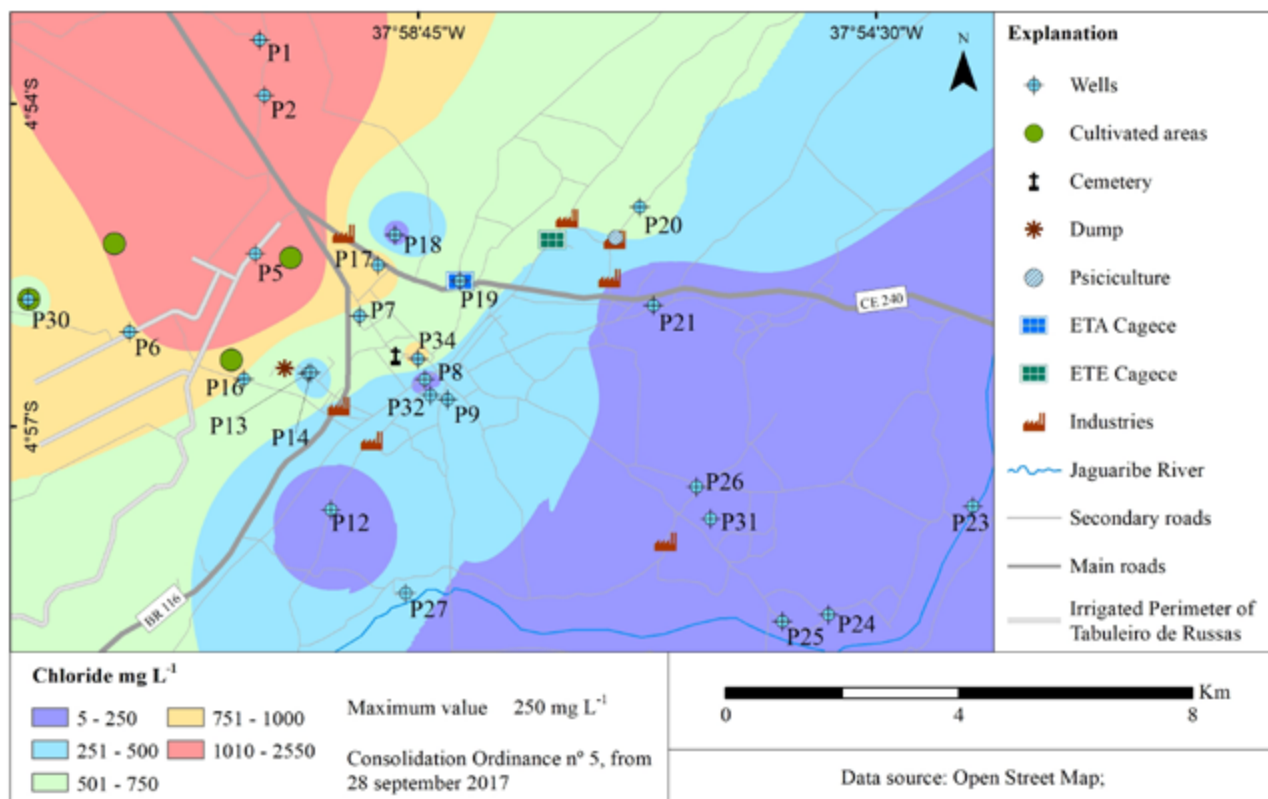 37°58'45"W
37°54'30"W
4°54'S
4°57'S
N
P1
P2
P18
P20
P17
P5
P19
CE 240
P30
P6
P7
P21
P34
P16
P8
P32
P9
P13
P14
P26
P12
P31
P23
P27
BR 116
P25
P24
Explanation
Wells
Cultivated areas
Cemetery
Dump
Psiciculture
ETA Cagece
ETE Cagece
Industries
Jaguaribe River
Secondary roads
Main roads
Irrigated Perimeter of
Tabuleiro de Russas
Chloride mg L⁻¹
5 - 250
251 - 500
501 - 750
751 - 1000
1010 - 2550
Maximum value 250 mg L⁻¹
Consolidation Ordinance nº 5, from
28 september 2017
Km
0 4 8
Data source: Open Street Map;